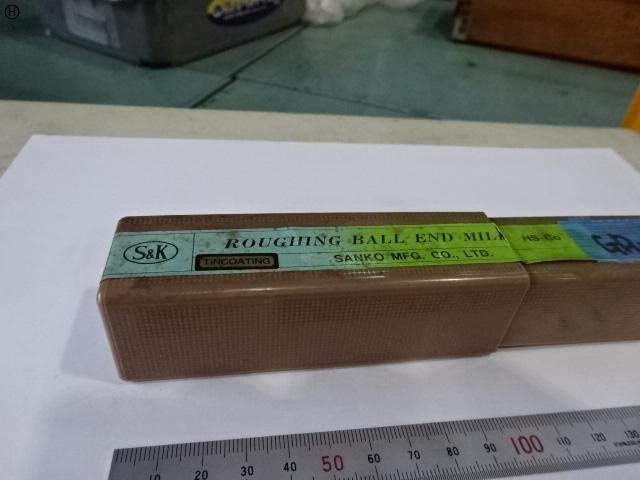 H
S&K
ROUGHING BALL END MILL HS-Co
TiNCOATING
SANKO MFG. CO., LTD.
10 20 30 40 50 60 70 80 90 100 110 120 130